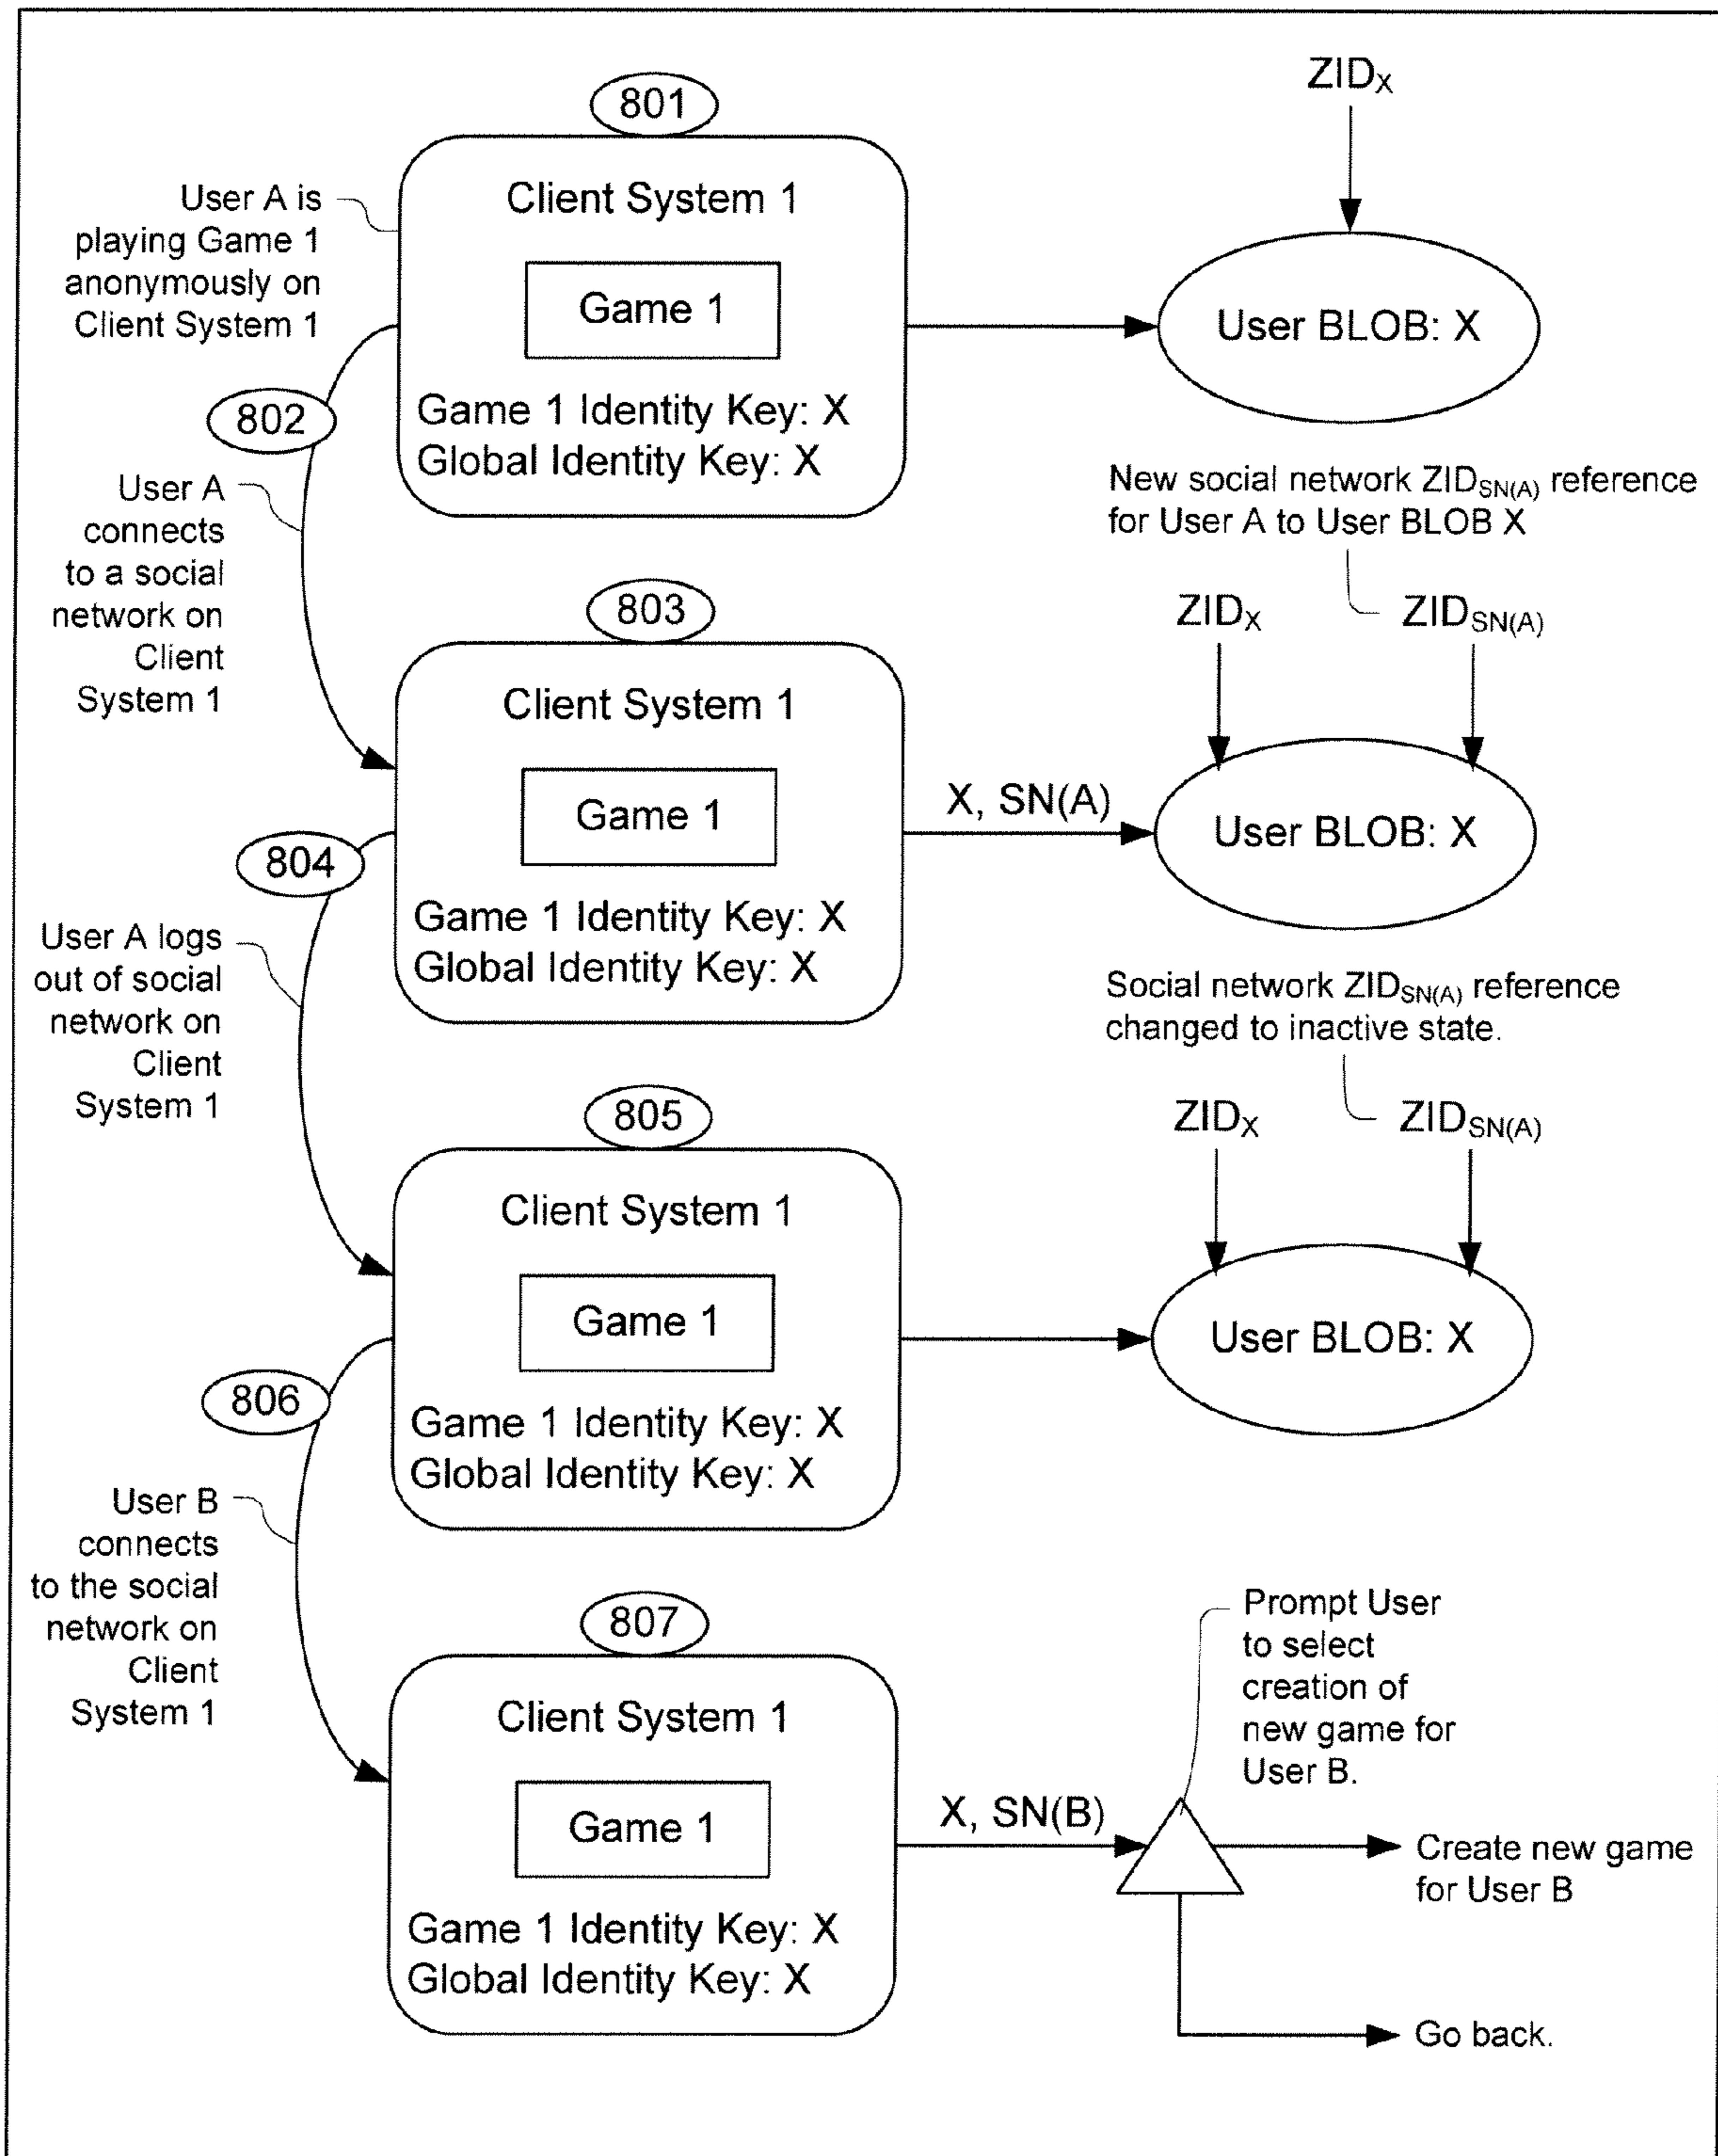 801
Client System 1
Game 1
Game 1 Identity Key: X
Global Identity Key: X
User A is
playing Game 1
anonymously on
Client System 1
ZIDX
User BLOB: X
802
User A
connects
to a social
network on
Client
System 1
New social network ZIDSN(A) reference
for User A to User BLOB X
803
Client System 1
Game 1
Game 1 Identity Key: X
Global Identity Key: X
X, SN(A)
ZIDX
ZIDSN(A)
User BLOB: X
804
User A logs
out of social
network on
Client
System 1
Social network ZIDSN(A) reference
changed to inactive state.
805
Client System 1
Game 1
Game 1 Identity Key: X
Global Identity Key: X
ZIDX
ZIDSN(A)
User BLOB: X
806
User B
connects
to the social
network on
Client
System 1
807
Client System 1
Game 1
Game 1 Identity Key: X
Global Identity Key: X
X, SN(B)
Prompt User
to select
creation of
new game for
User B.
Create new game
for User B
Go back.